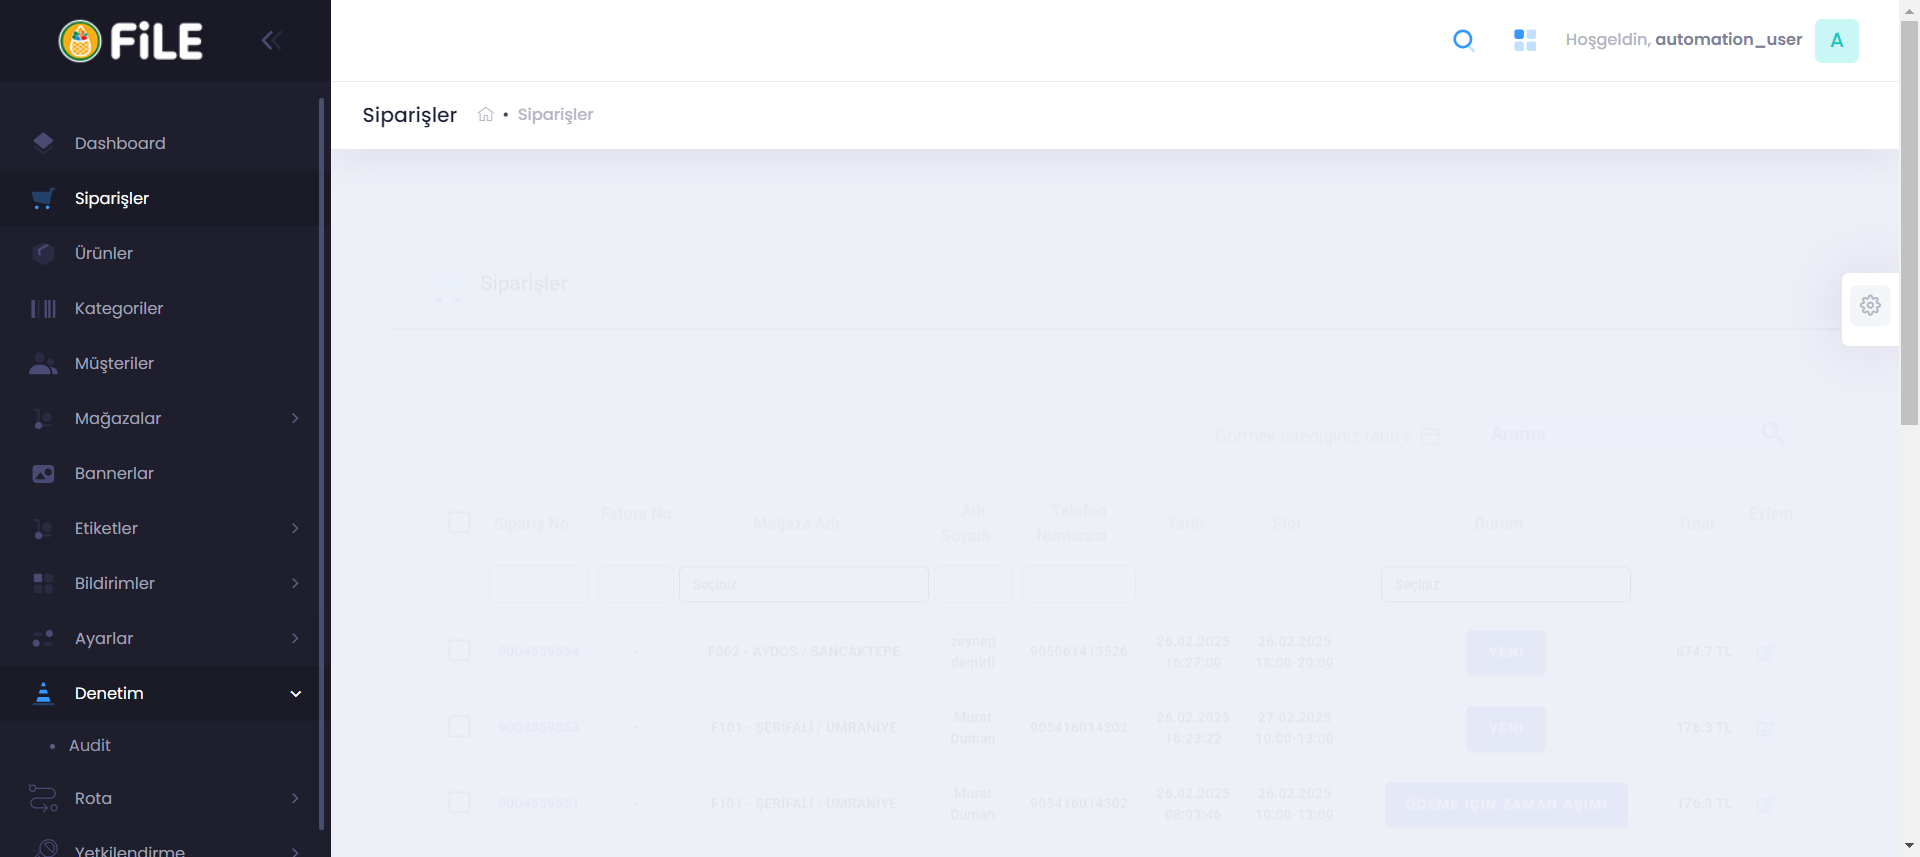 FiLE
Hoşgeldin, automation_user
A
Siparişler
Siparişler
Dashboard
Siparişler
Ürünler
Kategoriler
Müşteriler
Mağazalar
Bannerlar
Etiketler
Bildirimler
Ayarlar
Denetim
Audit
Rota
Yetkilendirme
Siparişler
Görmek istediğiniz tarih
Arama
Sipariş No
Fatura No
Mağaza Adı
Adı Soyadı
Telefon Numarası
Tarih
Slot
Durum
Tutar
Eylem
Seçiniz
Seçiniz
9004559554 - F062 - AYDOS / SANCAKTEPE zeynep demirli 905061413526 26.02.2025 16:27:00 26.02.2025 18:00-20:00 YENİ 674.7 TL
9004559553 - F101 - ŞERİFALİ / ÜMRANİYE Murat Duman 905416014302 26.02.2025 16:23:22 27.02.2025 10:00-13:00 YENİ 176.3 TL
9004559551 - F101 - ŞERİFALİ / ÜMRANİYE Murat Duman 905416014302 26.02.2025 08:03:46 26.02.2025 10:00-13:00 ÖDEME İÇİN ZAMAN AŞIMI 176.3 TL